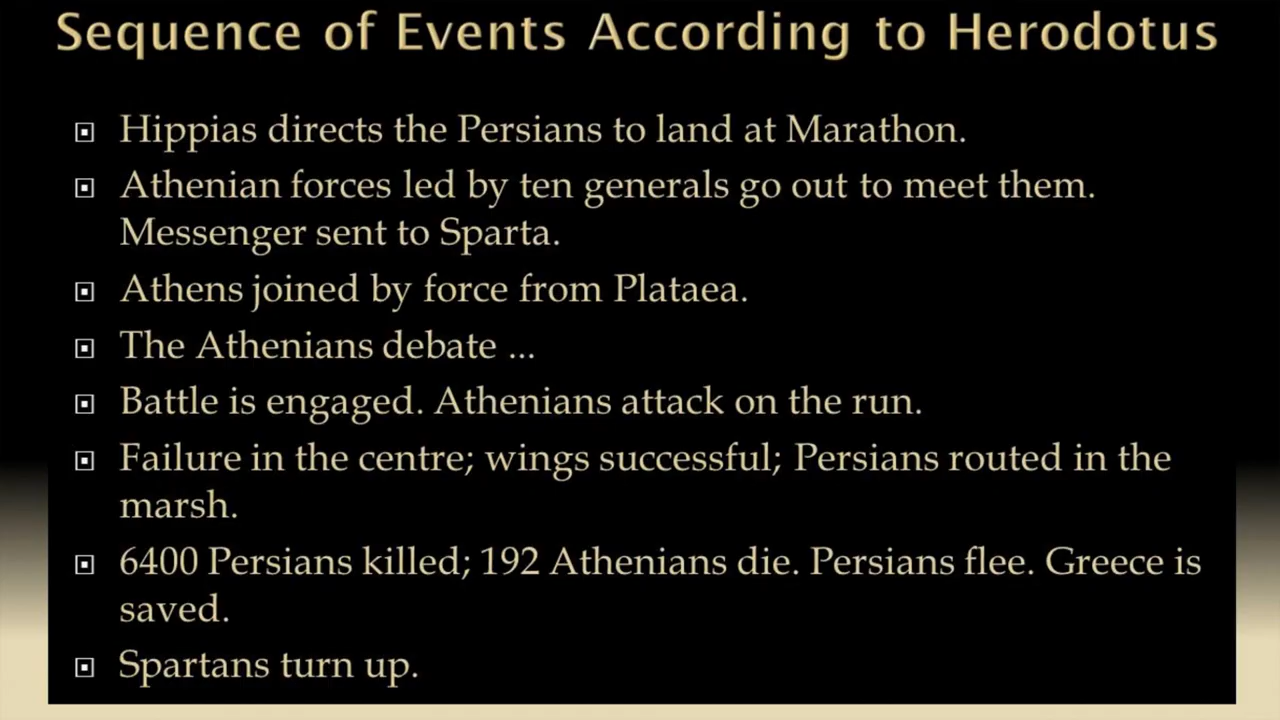 Sequence of Events According to Herodotus
Hippias directs the Persians to land at Marathon.
Athenian forces led by ten generals go out to meet them.
Messenger sent to Sparta.
Athens joined by force from Plataea.
The Athenians debate ...
Battle is engaged. Athenians attack on the run.
Failure in the centre; wings successful; Persians routed in the
marsh.
6400 Persians killed; 192 Athenians die. Persians flee. Greece is
saved.
Spartans turn up.